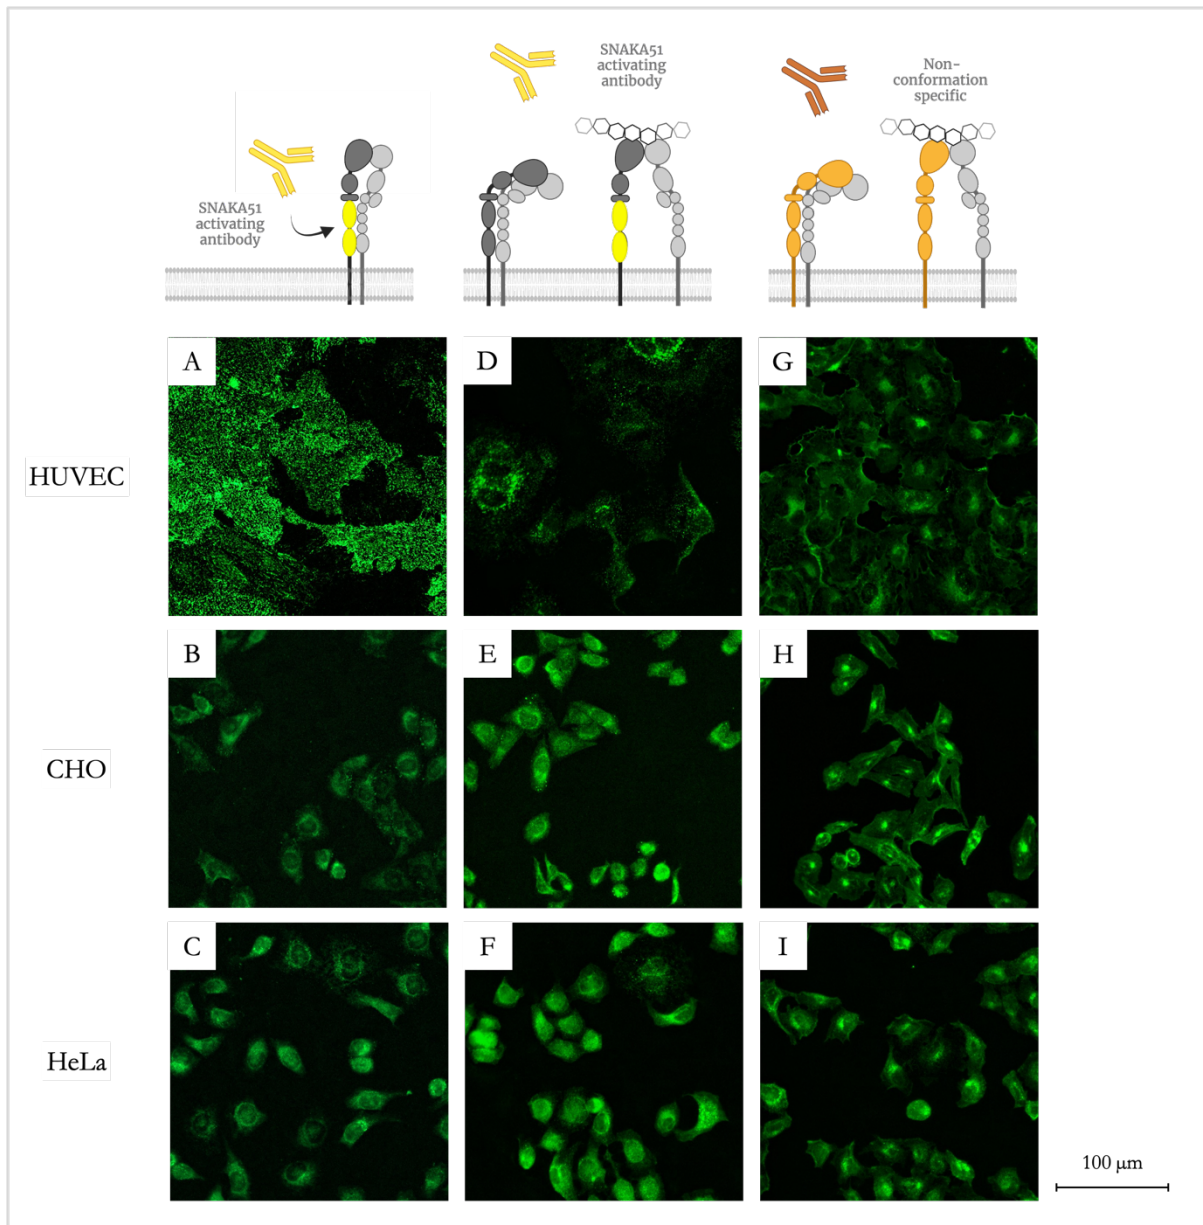 SNAKA51
activating
antibody
SNAKA51
activating
antibody
Non-
conformation
specific
A
D
G
HUVEC
B
E
H
CHO
C
F
I
HeLa
100 µm